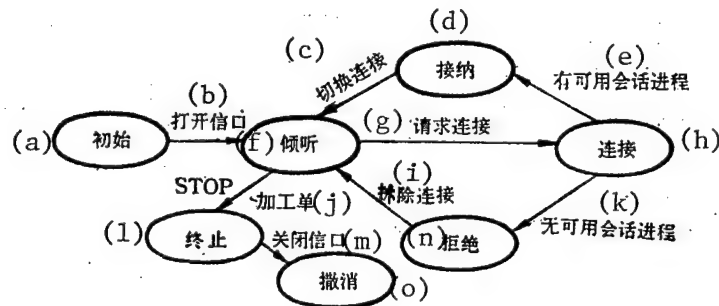 (d)
(c)
接纳
(e)
切换连接
有可用会话进程
(b)
打开信口
(a)
初始
(f)
倾听
(g)
请求连接
连接
(h)
(i)
拆除连接
STOP
加工单(j)
(k)
无可用会话进程
(l)
终止
关闭信口(m)
(n)
拒绝
撤消
(o)